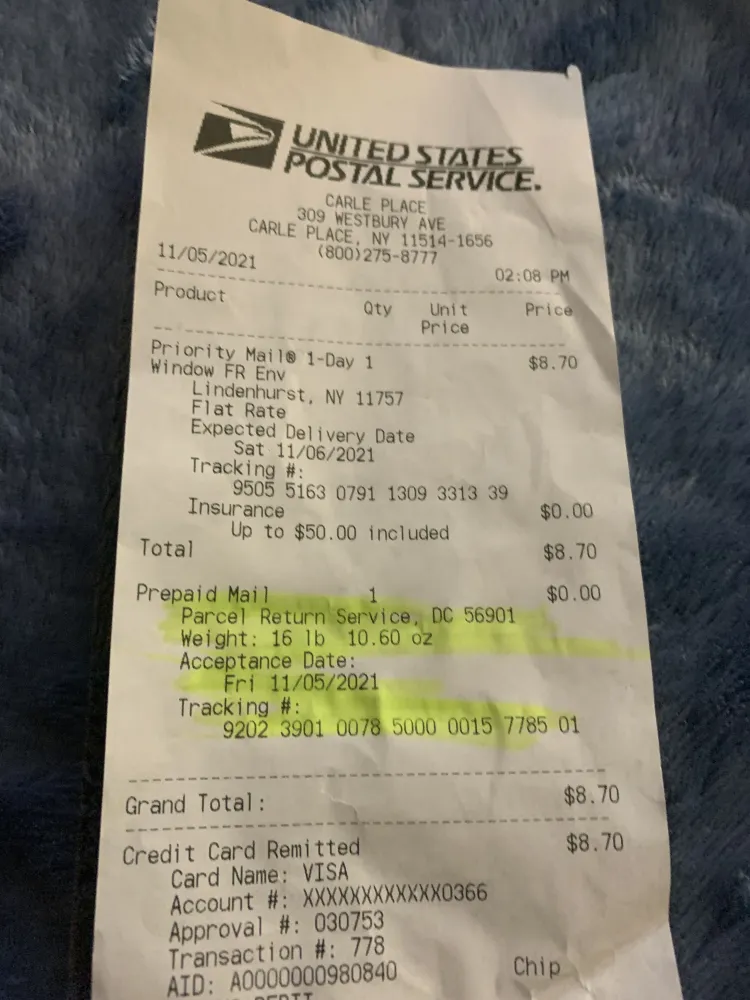 UNITED STATES
POSTAL SERVICE.
CARLE PLACE
309 WESTBURY AVE
CARLE PLACE, NY 11514-1656
(800)275-8777
11/05/2021 02:08 PM
Product Qty Unit Price
Price
Priority Mail® 1-Day 1 $8.70
Window FR Env
Lindenhurst, NY 11757
Flat Rate
Expected Delivery Date
Sat 11/06/2021
Tracking #:
9505 5163 0791 1309 3313 39
Insurance $0.00
Up to $50.00 included
Total $8.70
Prepaid Mail 1 $0.00
Parcel Return Service, DC 56901
Weight: 16 lb 10.60 oz
Acceptance Date:
Fri 11/05/2021
Tracking #:
9202 3901 0078 5000 0015 7785 01
Grand Total: $8.70
Credit Card Remitted $8.70
Card Name: VISA
Account #: XXXXXXXXXXXX0366
Approval #: 030753
Transaction #: 778
AID: A0000000980840 Chip